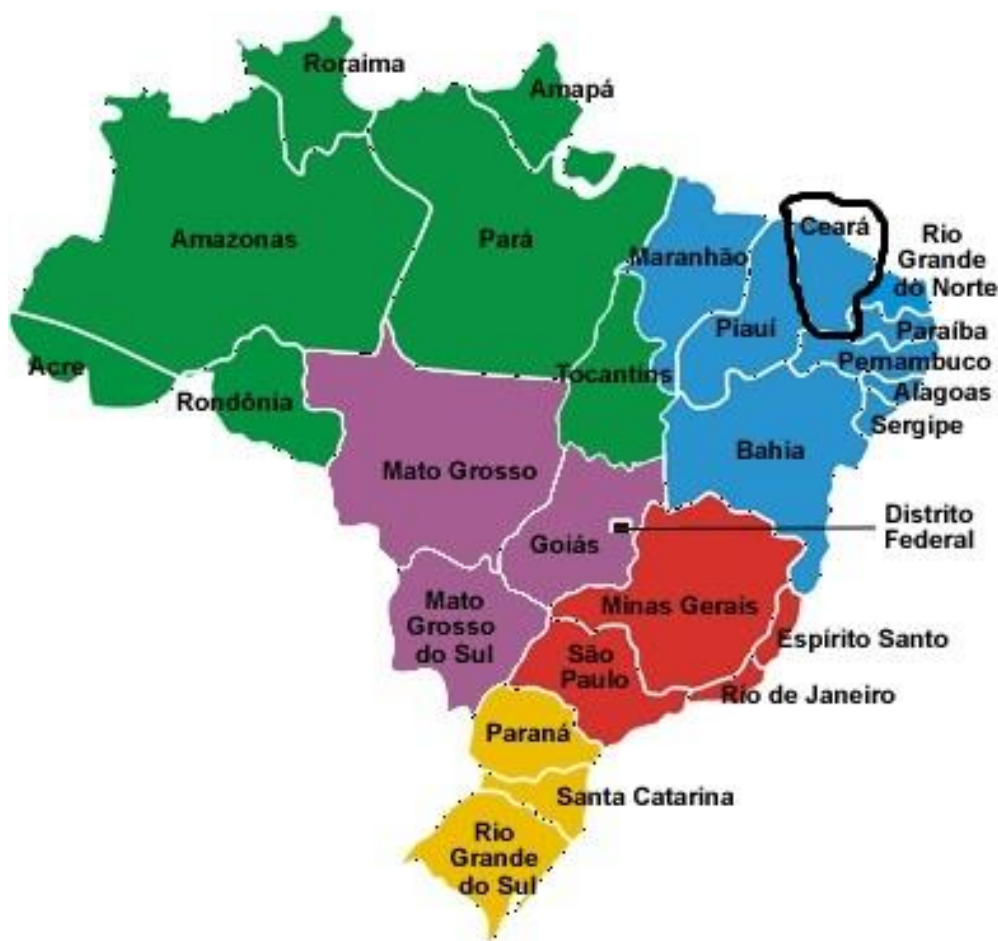 Roraima
Amapá
Amazonas
Pará
Maranhão
Ceará
Rio
Grande
do Norte
Piauí
Paraíba
Pernambuco
Acre
Rondônia
Tocantins
Alagoas
Sergipe
Bahia
Mato Grosso
Goiás
Distrito
Federal
Mato
Grosso
do Sul
Minas Gerais
Espírito Santo
São
Paulo
Rio de Janeiro
Paraná
Santa Catarina
Rio
Grande
do Sul